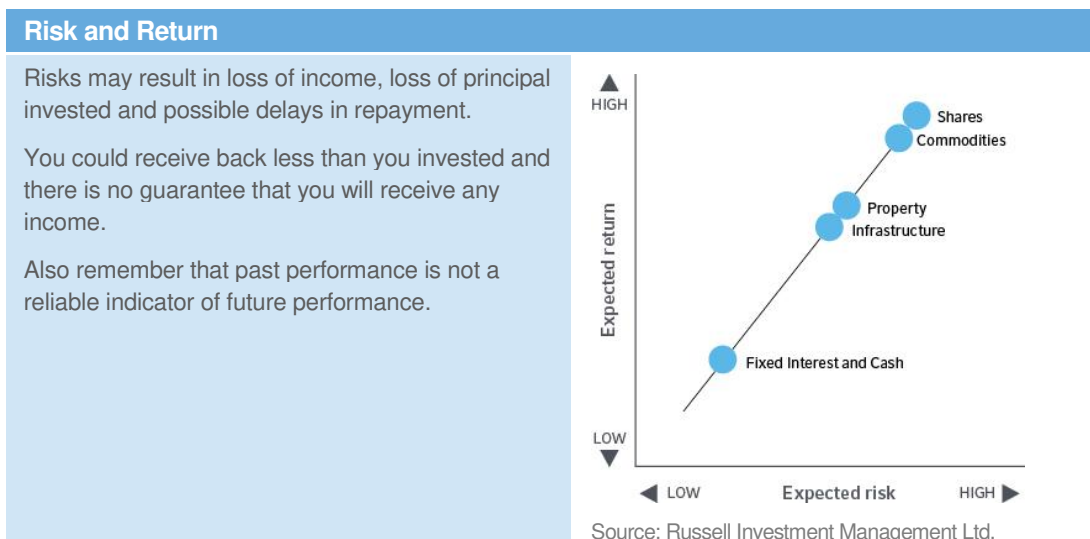 Risk and Return
Risks may result in loss of income, loss of principal
invested and possible delays in repayment.
You could receive back less than you invested and
there is no guarantee that you will receive any
income.
Also remember that past performance is not a
reliable indicator of future performance.
HIGH
Shares
Commodities
Property
Infrastructure
Expected return
Fixed Interest and Cash
LOW
LOW Expected risk HIGH
Source: Russell Investment Management Ltd.